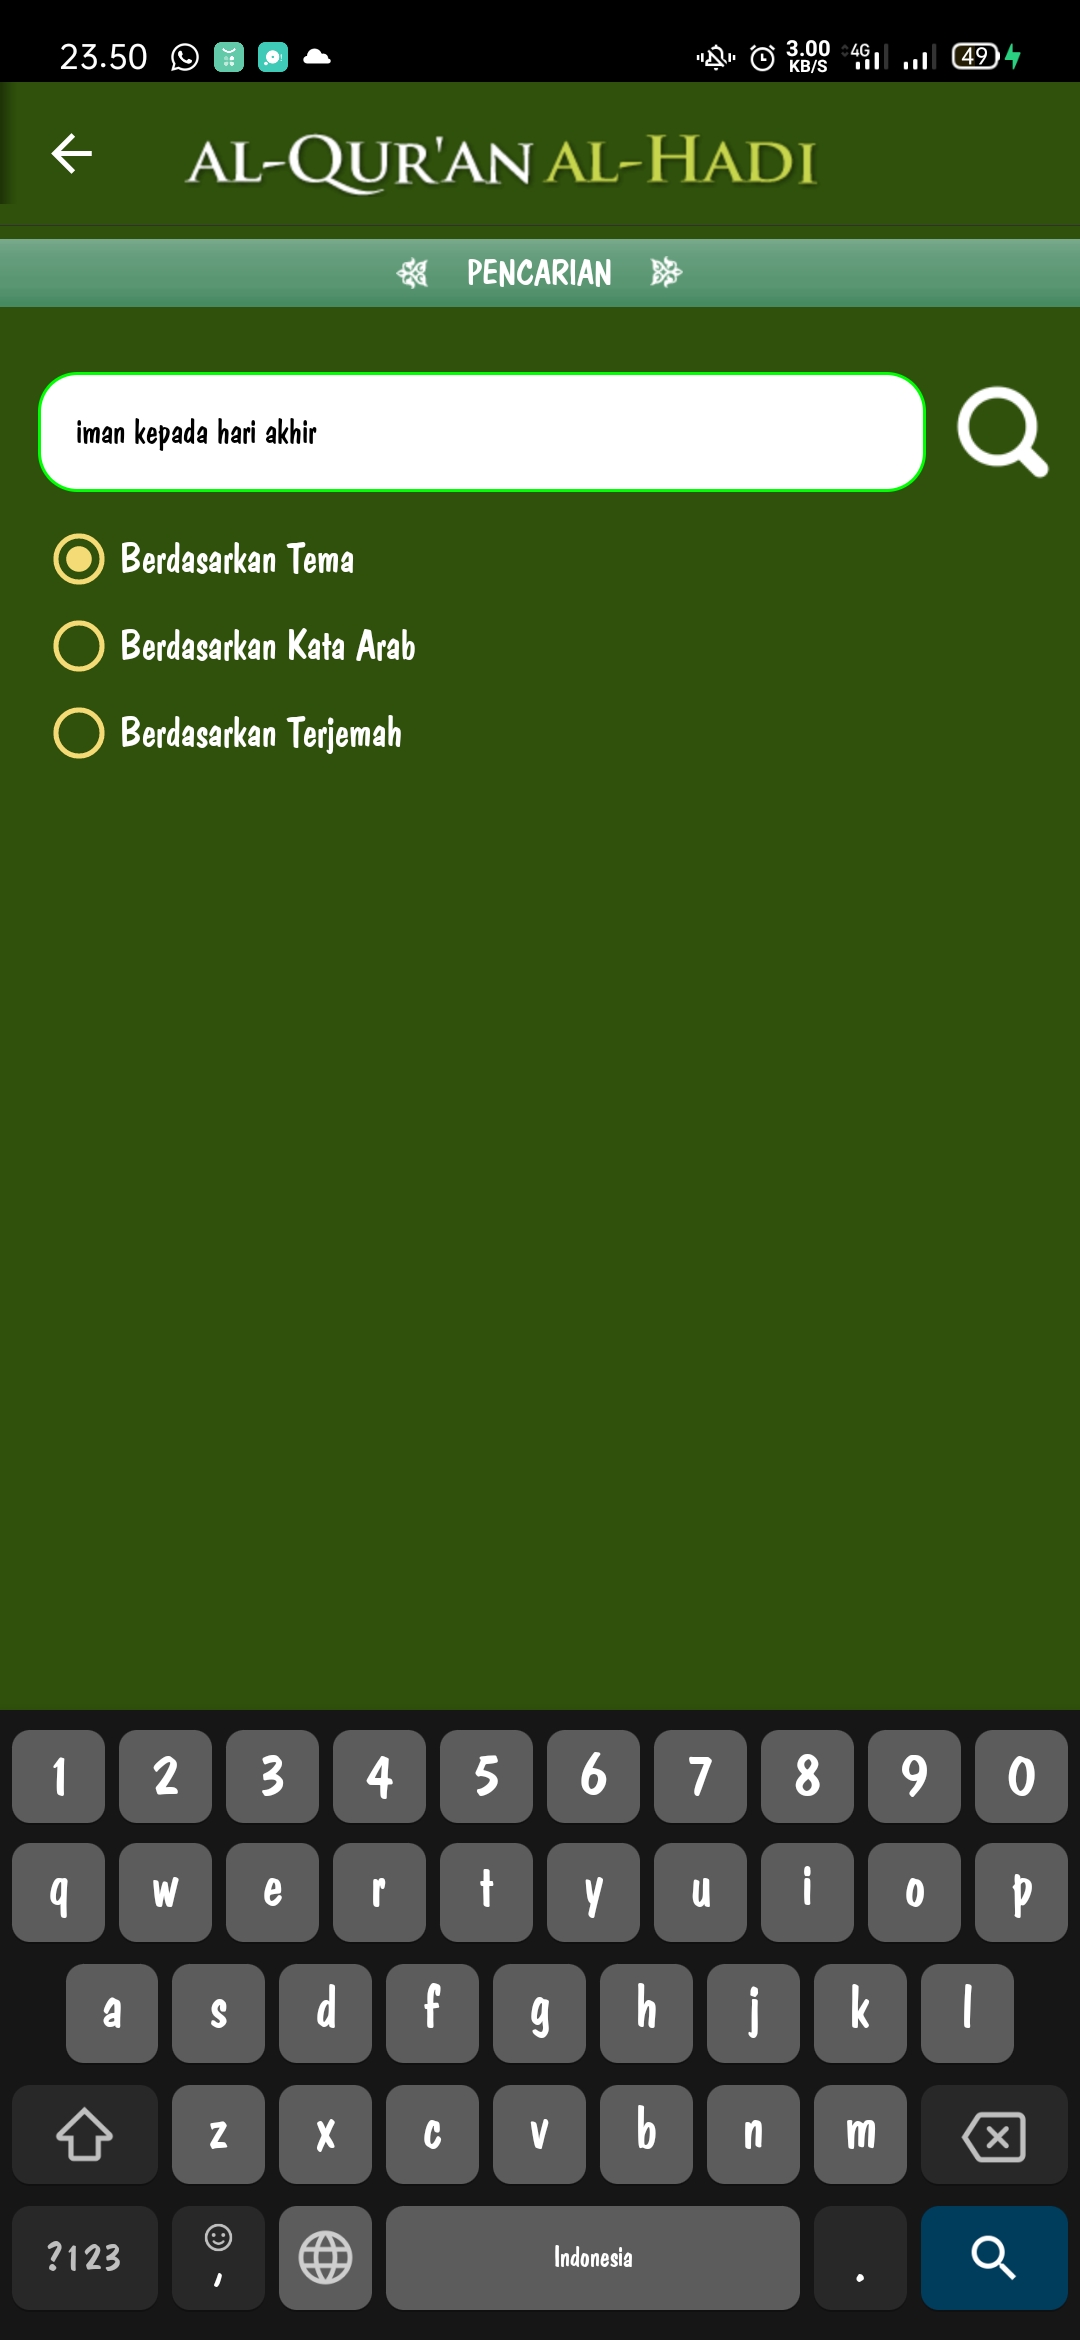 23.50 3.00 KB/S 4G 49
AL-QUR'AN AL-HADI
PENCARIAN
iman kepada hari akhir
Berdasarkan Tema
Berdasarkan Kata Arab
Berdasarkan Terjemah
1 2 3 4 5 6 7 8 9 0
q w e r t y u i o p
a s d f g h j k l
z x c v b n m
?123 , Indonesia .